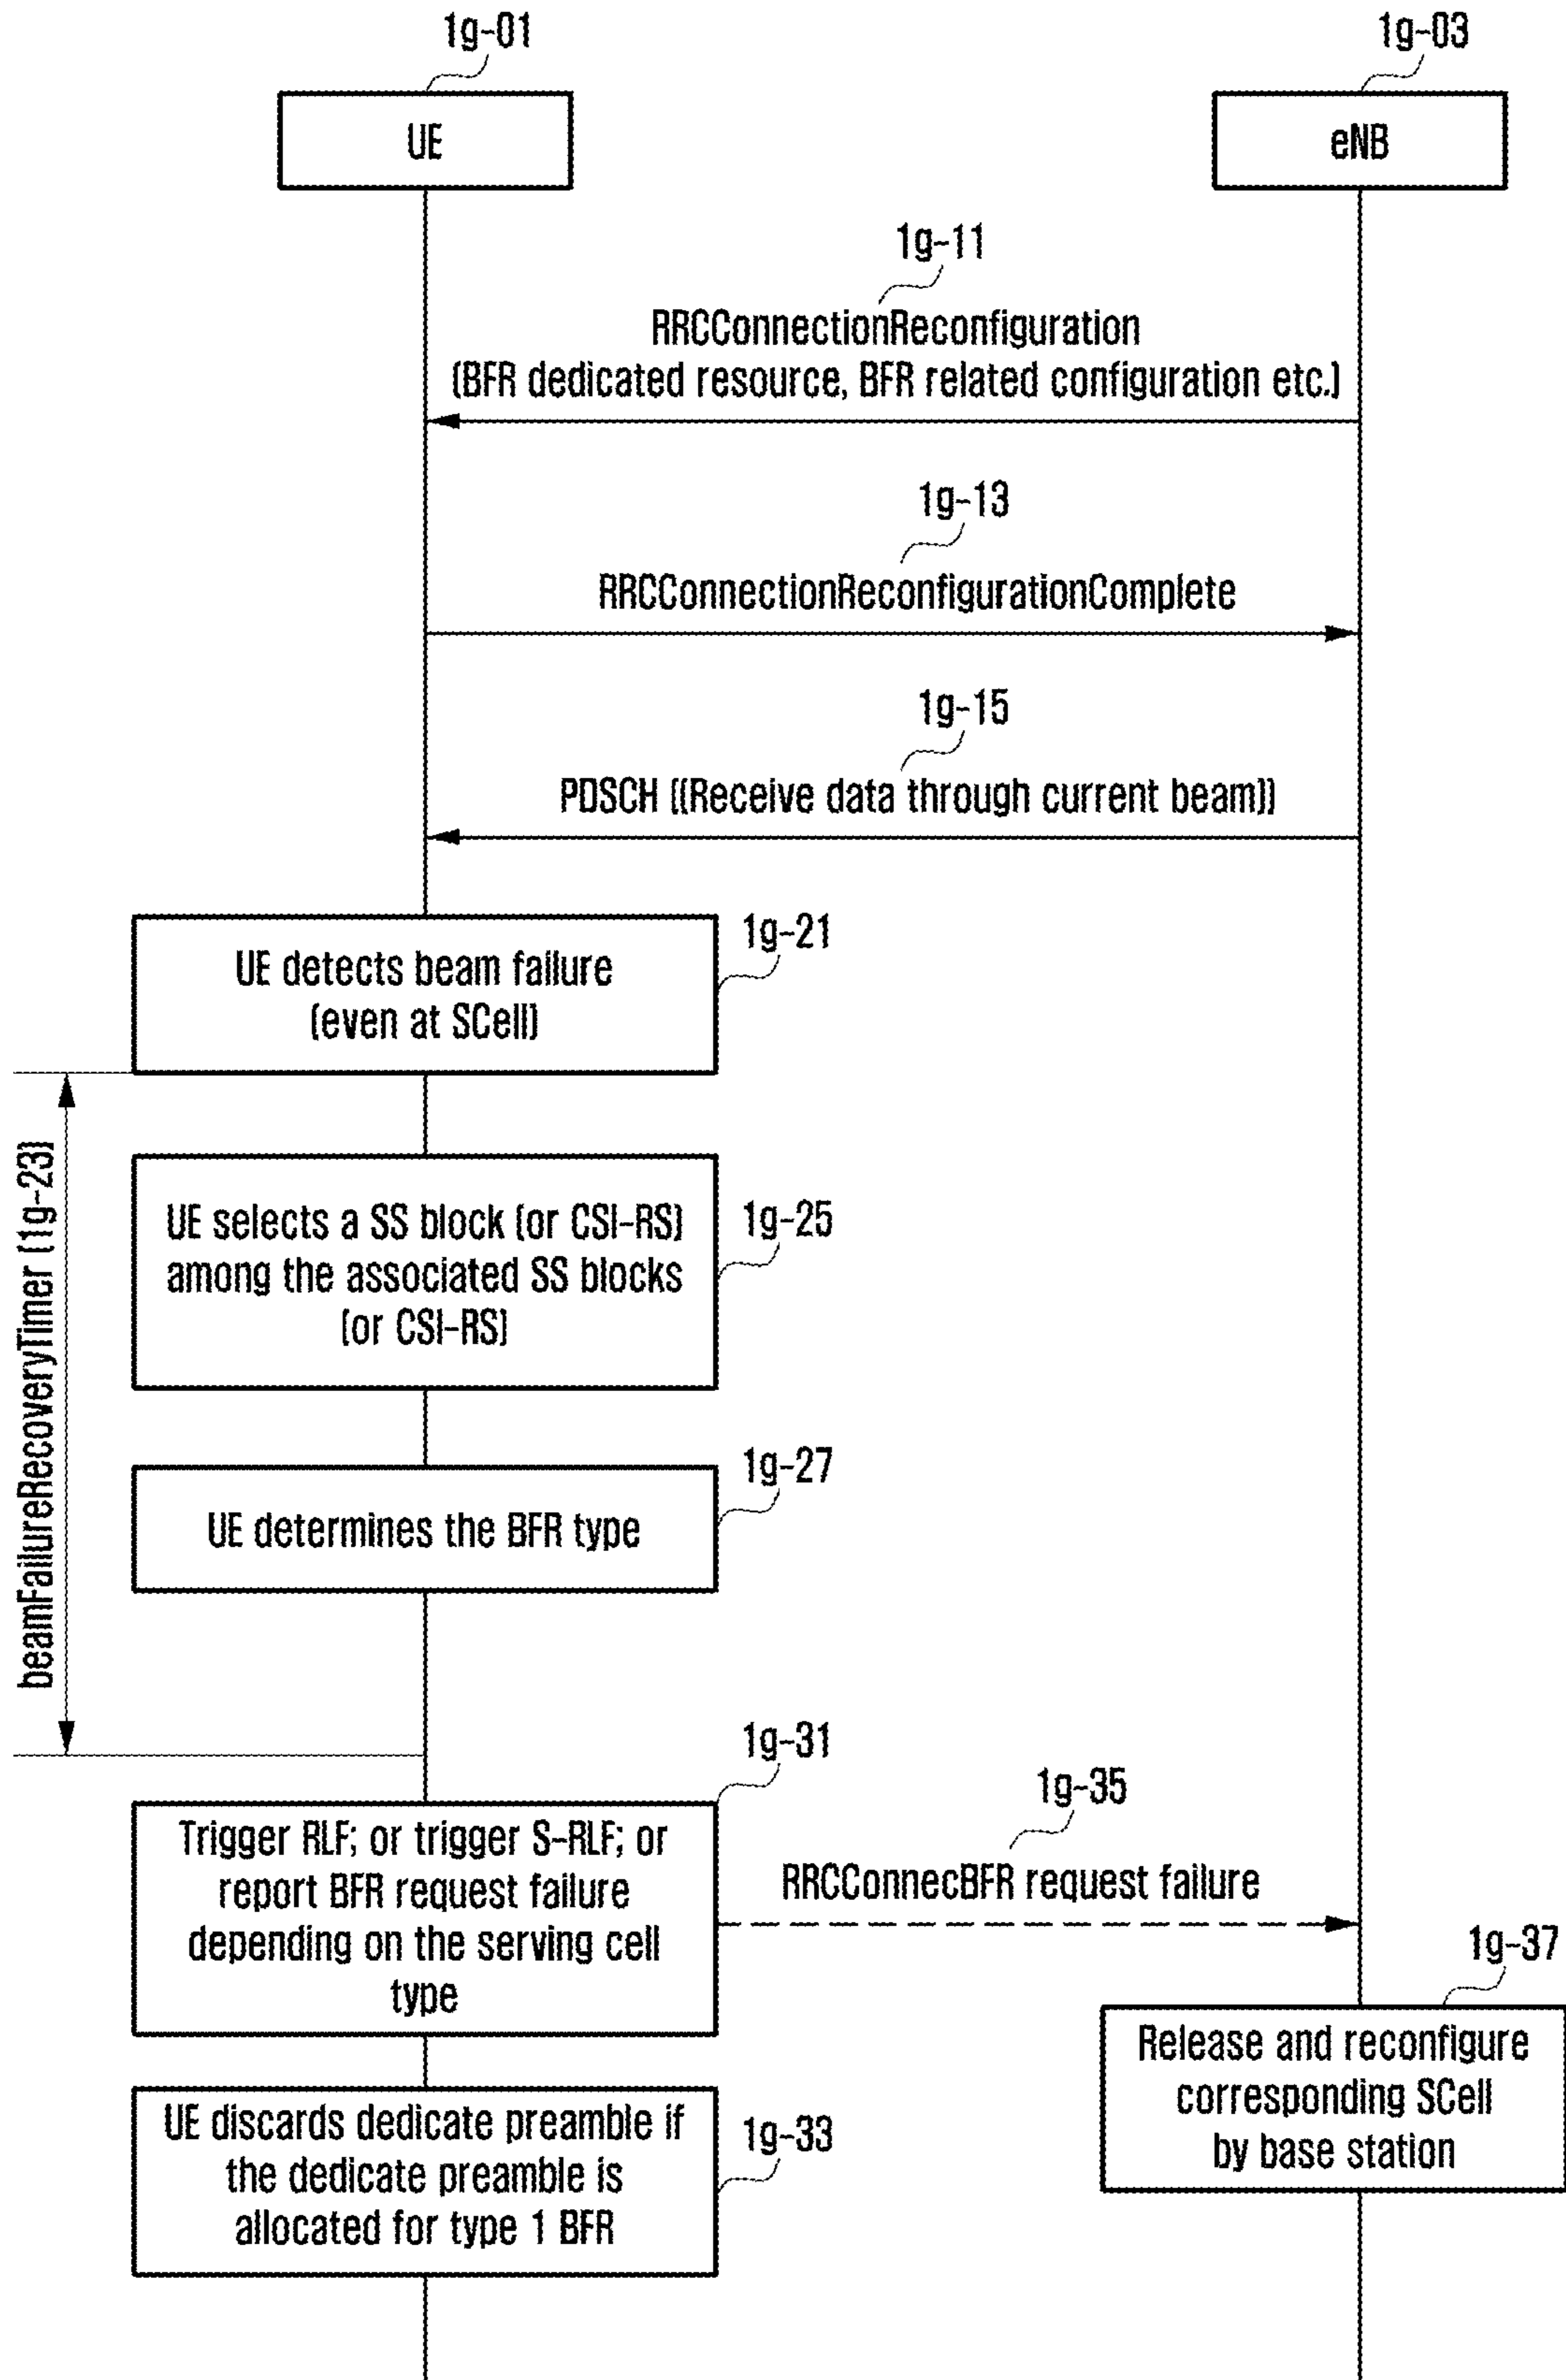 1g-01
1g-03
UE
eNB
1g-11
RRCConnectionReconfiguration
(BFR dedicated resource, BFR related configuration etc.)
1g-13
RRCConnectionReconfigurationComplete
1g-15
PDSCH ((Receive data through current beam))
UE detects beam failure
(even at SCell)
1g-21
beamFailureRecoveryTimer (1g-23)
UE selects a SS block (or CSI-RS)
among the associated SS blocks
(or CSI-RS)
1g-25
UE determines the BFR type
1g-27
1g-31
Trigger RLF; or trigger S-RLF; or
report BFR request failure
depending on the serving cell
type
1g-35
RRCConnecBFR request failure
1g-37
Release and reconfigure
corresponding SCell
by base station
UE discards dedicate preamble if
the dedicate preamble is
allocated for type 1 BFR
1g-33